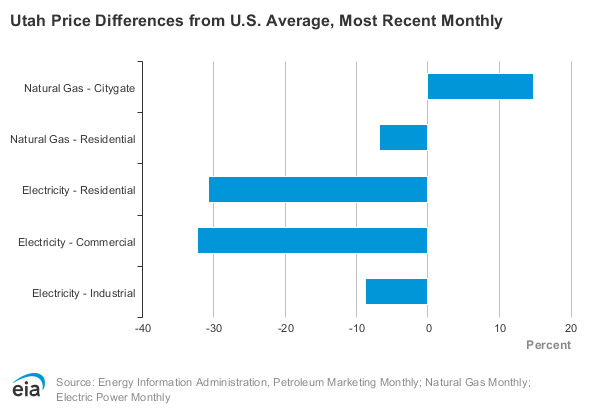 Utah Price Differences from U.S. Average, Most Recent Monthly
Natural Gas - Citygate
Natural Gas - Residential
Electricity - Residential
Electricity - Commercial
Electricity - Industrial
-40 -30 -20 -10 0 10 20
Percent
eia
Source: Energy Information Administration, Petroleum Marketing Monthly; Natural Gas Monthly;
Electric Power Monthly